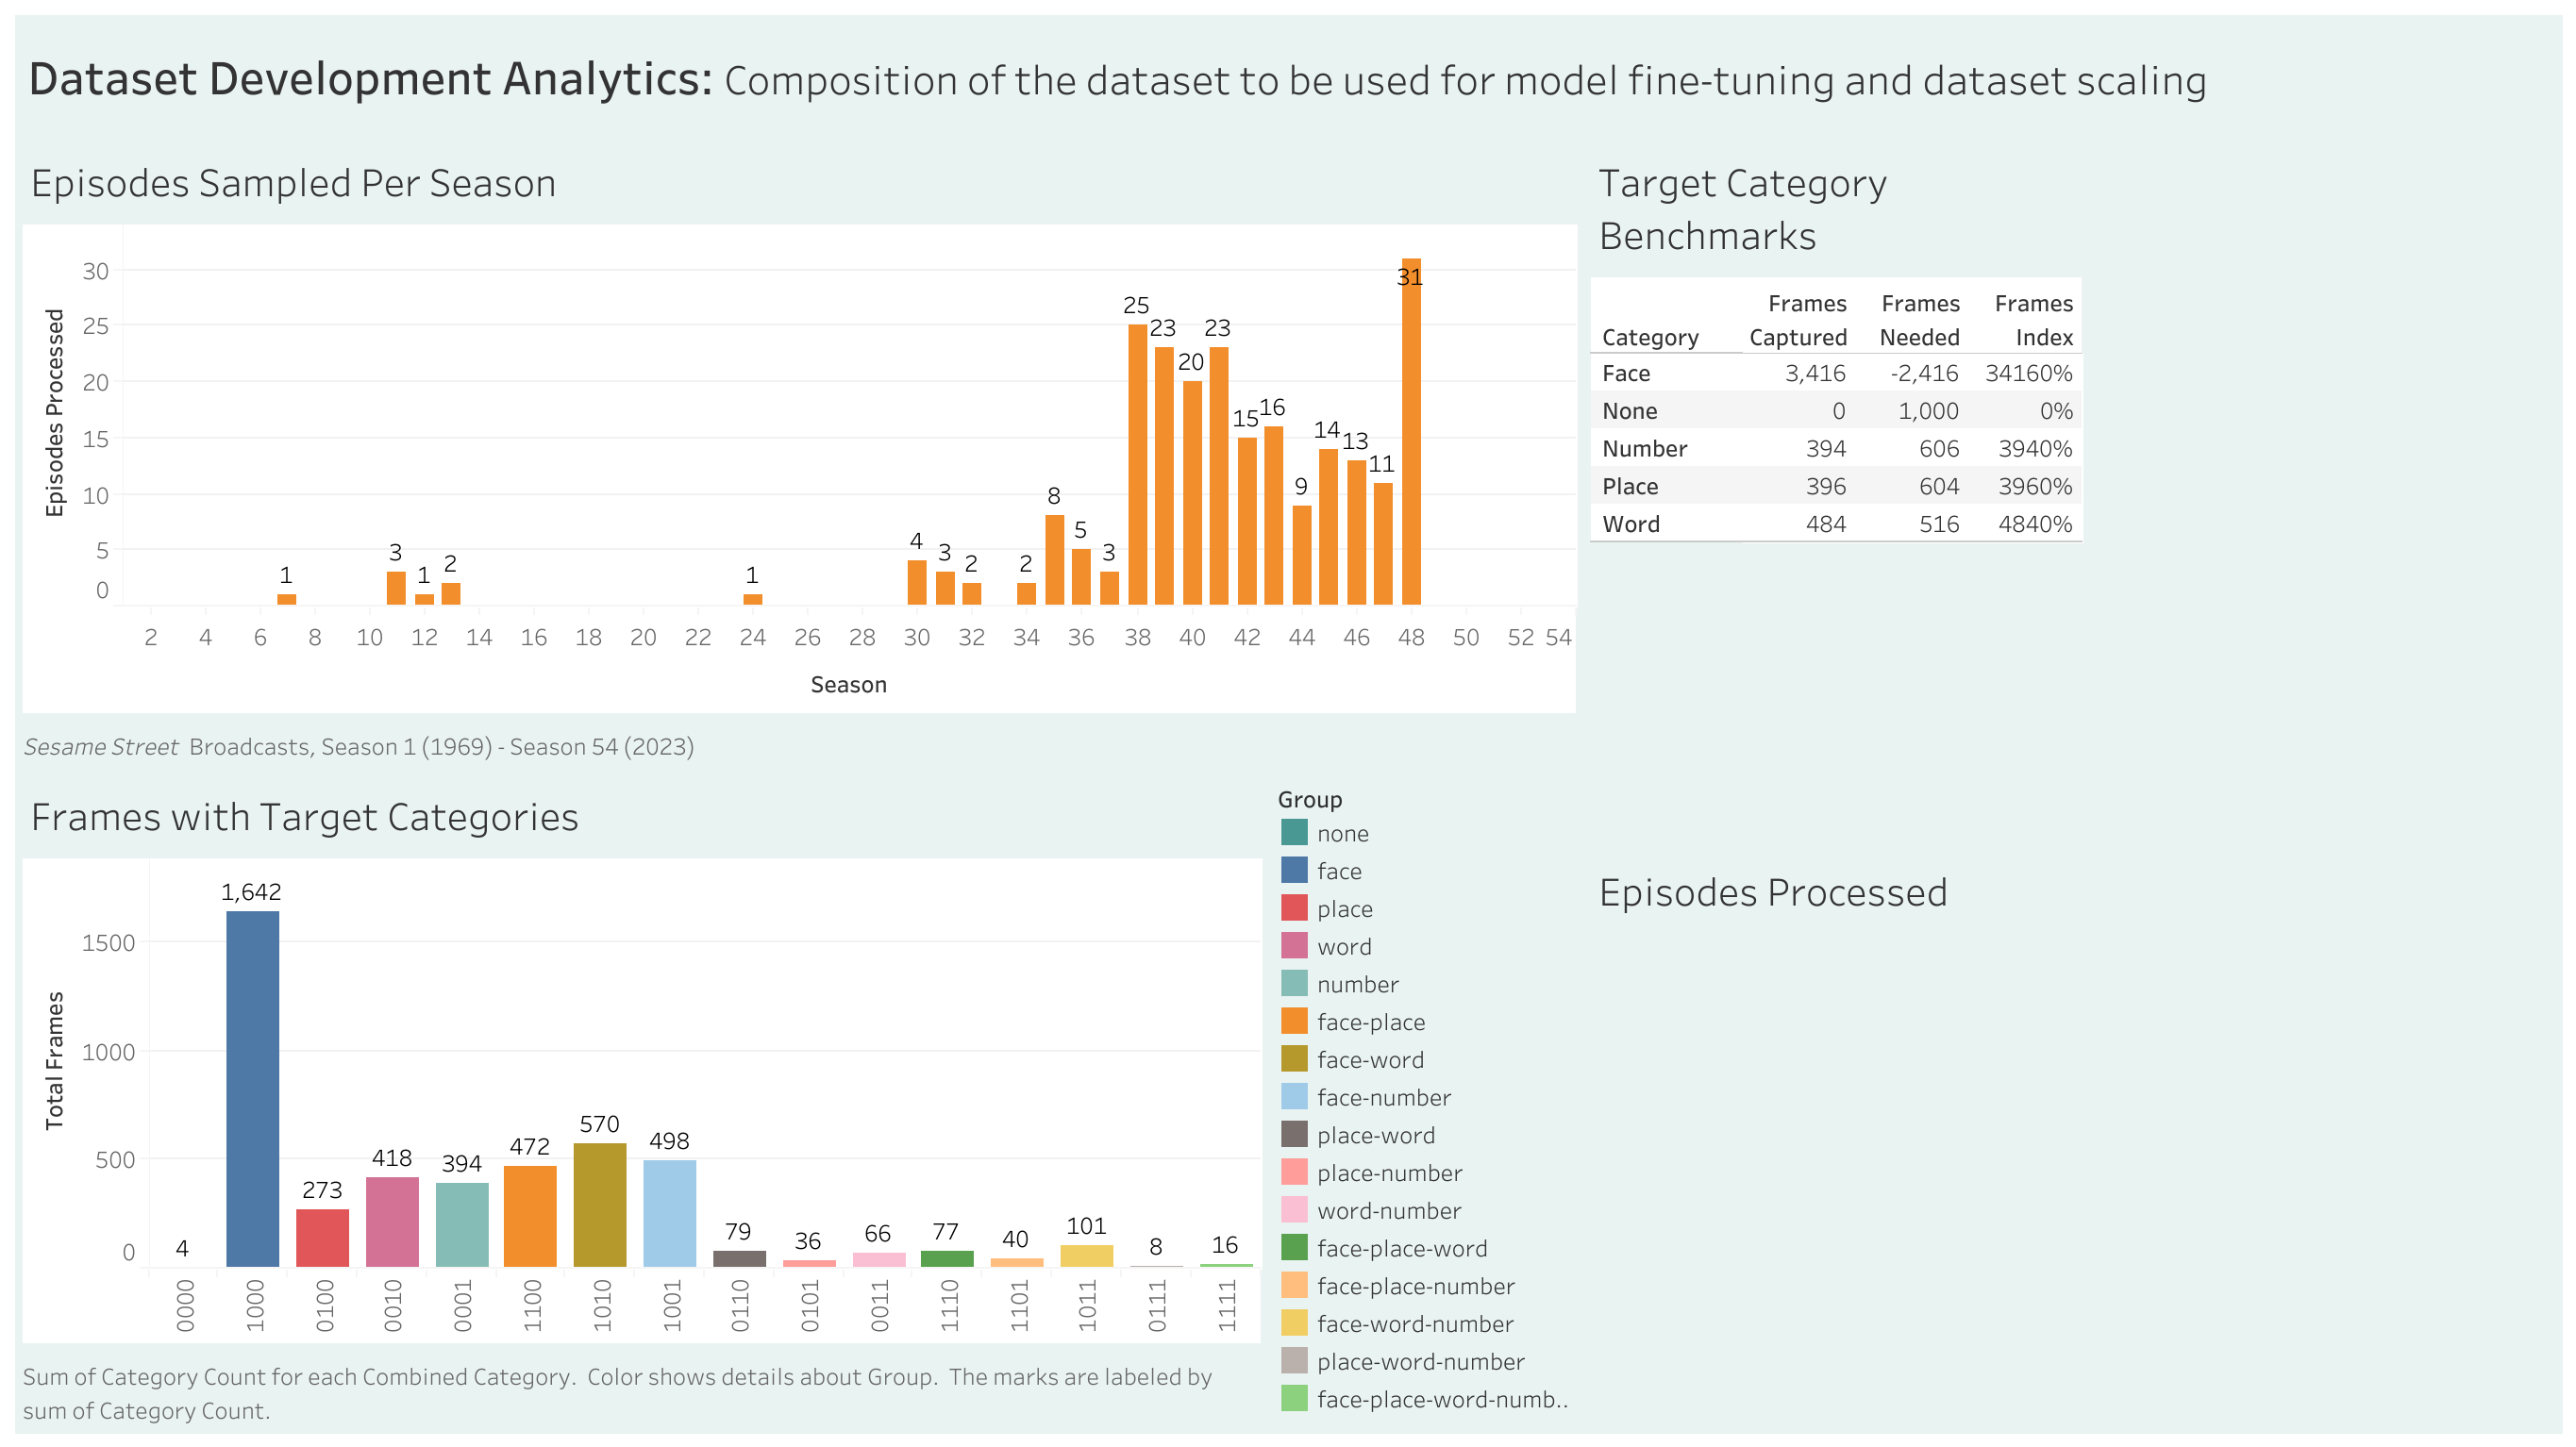 Dataset Development Analytics: Composition of the dataset to be used for model fine-tuning and dataset scaling
Episodes Sampled Per Season
Episodes Processed
30
25
20
15
10
5
0
1
3
1
2
1
4
3
2
2
8
5
3
25
23
20
23
15
16
9
14
13
11
31
2 4 6 8 10 12 14 16 18 20 22 24 26 28 30 32 34 36 38 40 42 44 46 48 50 52 54
Season
Sesame Street Broadcasts, Season 1 (1969) - Season 54 (2023)
Target Category
Benchmarks
Frames Frames Frames
Category Captured Needed Index
Face 3,416 -2,416 34160%
None 0 1,000 0%
Number 394 606 3940%
Place 396 604 3960%
Word 484 516 4840%
Frames with Target Categories
Total Frames
1500
1000
500
0
4
1,642
273
418
394
472
570
498
79
36
66
77
40
101
8
16
0000
1000
0100
0010
0001
1100
1010
1001
0110
0101
0011
1110
1101
1011
0111
1111
Sum of Category Count for each Combined Category. Color shows details about Group. The marks are labeled by
sum of Category Count.
Group
none
face
place
word
number
face-place
face-word
face-number
place-word
place-number
word-number
face-place-word
face-place-number
face-word-number
place-word-number
face-place-word-numb..
Episodes Processed